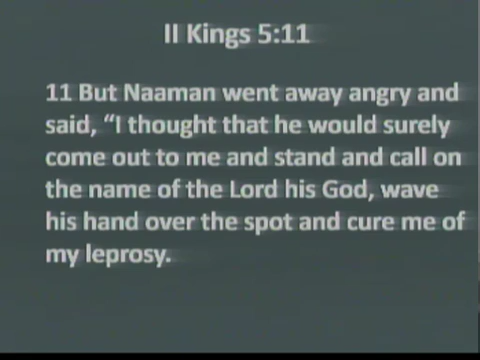 II Kings 5:11
11 But Naaman went away angry and
said, “I thought that he would surely
come out to me and stand and call on
the name of the Lord his God, wave
his hand over the spot and cure me of
my leprosy.